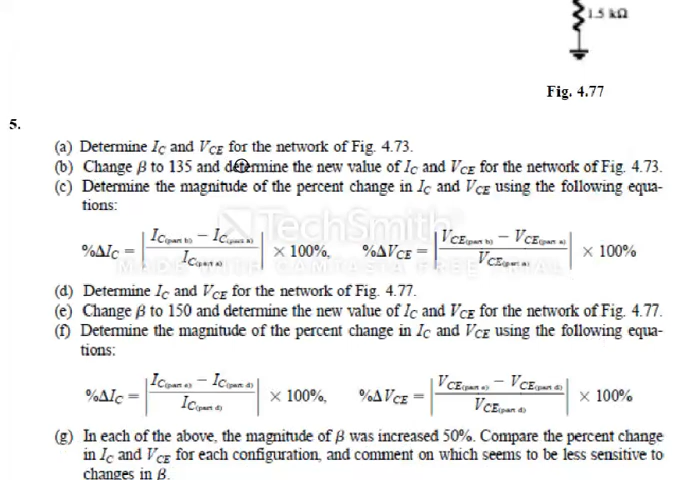 1.5 kΩ
Fig. 4.77
5.
(a) Determine I_C and V_CE for the network of Fig. 4.73.
(b) Change β to 135 and determine the new value of I_C and V_CE for the network of Fig. 4.73.
(c) Determine the magnitude of the percent change in I_C and V_CE using the following equa-
tions:
%ΔI_C = | (I_C(part b) − I_C(part a)) / I_C(part a) | × 100%, %ΔV_CE = | (V_CE(part b) − V_CE(part a)) / V_CE(part a) | × 100%
TechSmith
MADE WITH CAMTASIA FREE TRIAL
(d) Determine I_C and V_CE for the network of Fig. 4.77.
(e) Change β to 150 and determine the new value of I_C and V_CE for the network of Fig. 4.77.
(f) Determine the magnitude of the percent change in I_C and V_CE using the following equa-
tions:
%ΔI_C = | (I_C(part e) − I_C(part d)) / I_C(part d) | × 100%, %ΔV_CE = | (V_CE(part e) − V_CE(part d)) / V_CE(part d) | × 100%
(g) In each of the above, the magnitude of β was increased 50%. Compare the percent change
in I_C and V_CE for each configuration, and comment on which seems to be less sensitive to
changes in β.